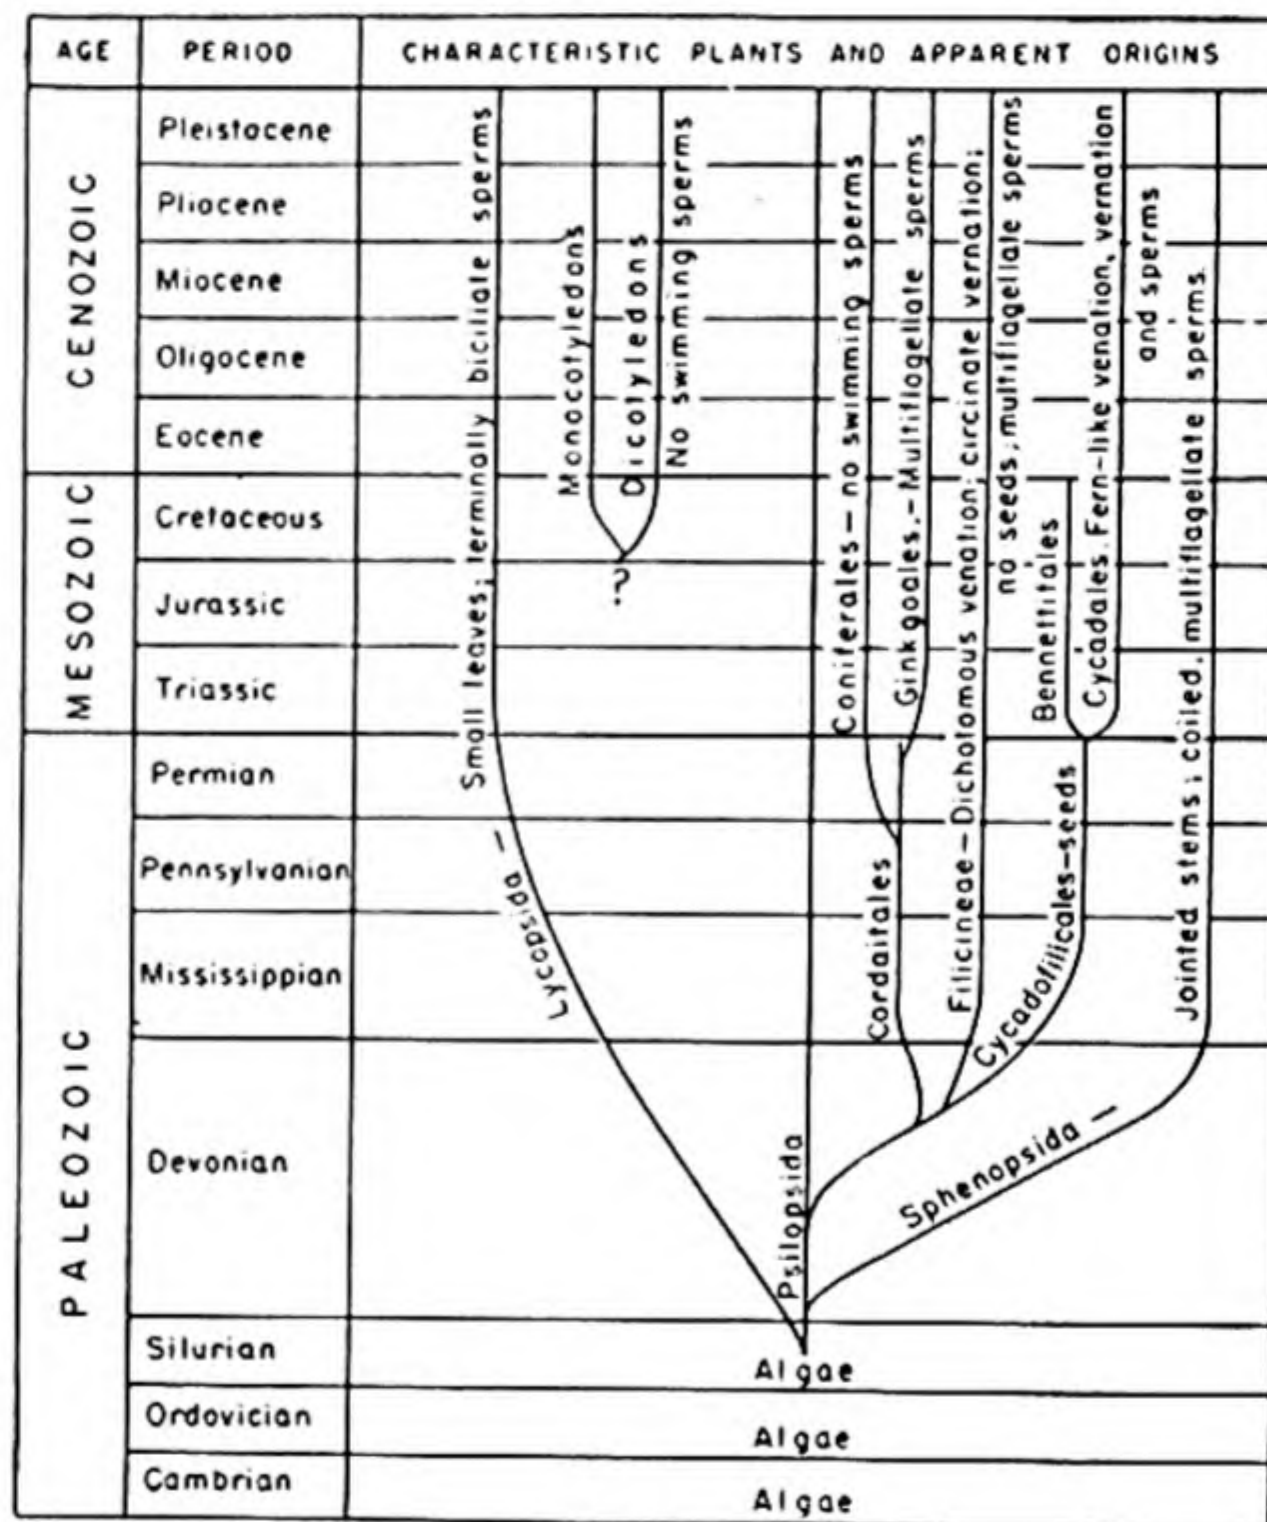 AGE PERIOD CHARACTERISTIC PLANTS AND APPARENT ORIGINS
CENOZOIC
Pleistocene
Pliocene
Miocene
Oligocene
Eocene
MESOZOIC
Cretaceous
Jurassic
Triassic
PALEOZOIC
Permian
Pennsylvanian
Mississippian
Devonian
Silurian
Ordovician
Cambrian
Lycopsida —
Small leaves; terminally biciliate sperms
Monocotyledons
Dicotyledons
No swimming sperms
?
Psilopsida
Coniferales — no swimming sperms
Cordaitales
Ginkgoales.— Multiflagellate sperms
Filicineae—Dichotomous venation; circinate vernation;
no seeds; multiflagellate sperms
Cycadofilicales—seeds
Bennettitales
Cycadales. Fern-like venation, vernation
and sperms
Sphenopsida —
Jointed stems; coiled, multiflagellate sperms.
Algae
Algae
Algae